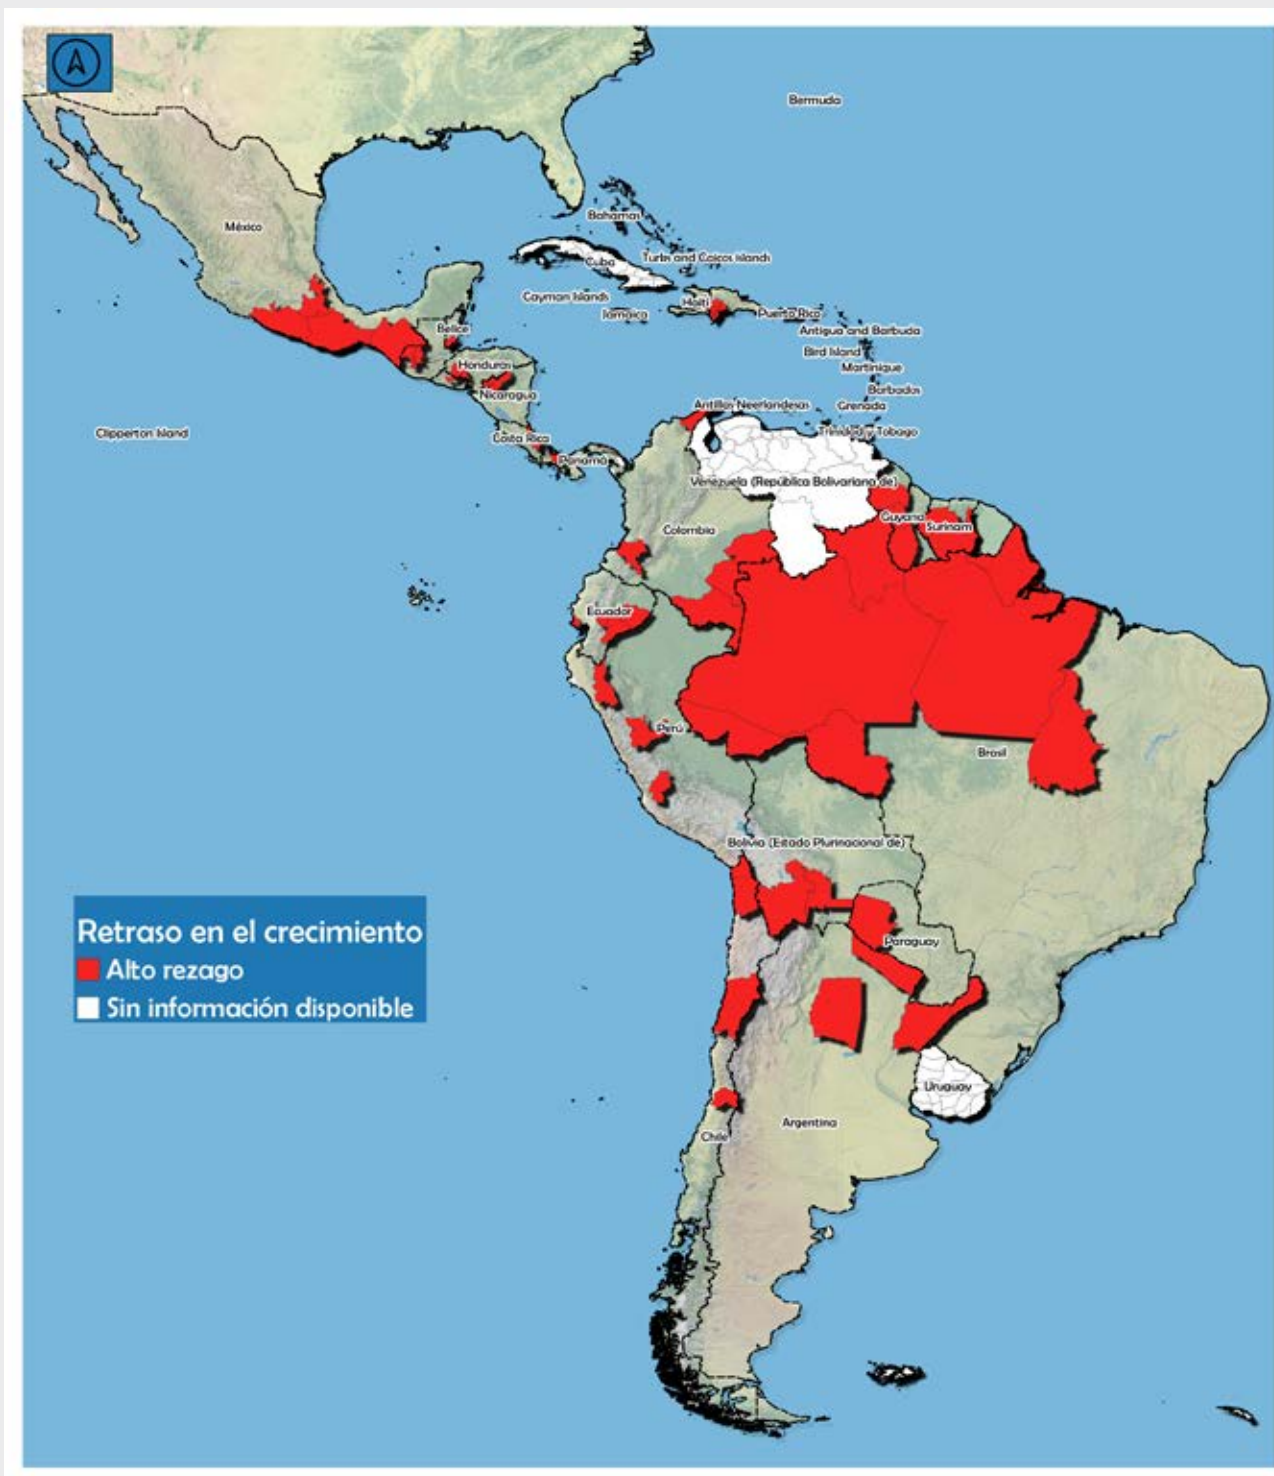 Bermuda
México
Bahamas
Cuba
Turks and Caicos islands
Cayman Islands
Haití
Jamaica
Puerto Rico
Antigua and Barbuda
Belice
Bird Island
Honduras
Martinique
Nicaragua
Barbados
Antillas Neerlandesas
Grenada
Clipperton Island
Costa Rica
Trinidad y Tobago
Panamá
Venezuela (República Bolivariana de)
Guyana
Surinam
Colombia
Ecuador
Perú
Brasil
Bolivia (Estado Plurinacional de)
Retraso en el crecimiento
Alto rezago
Sin información disponible
Paraguay
Uruguay
Argentina
Chile